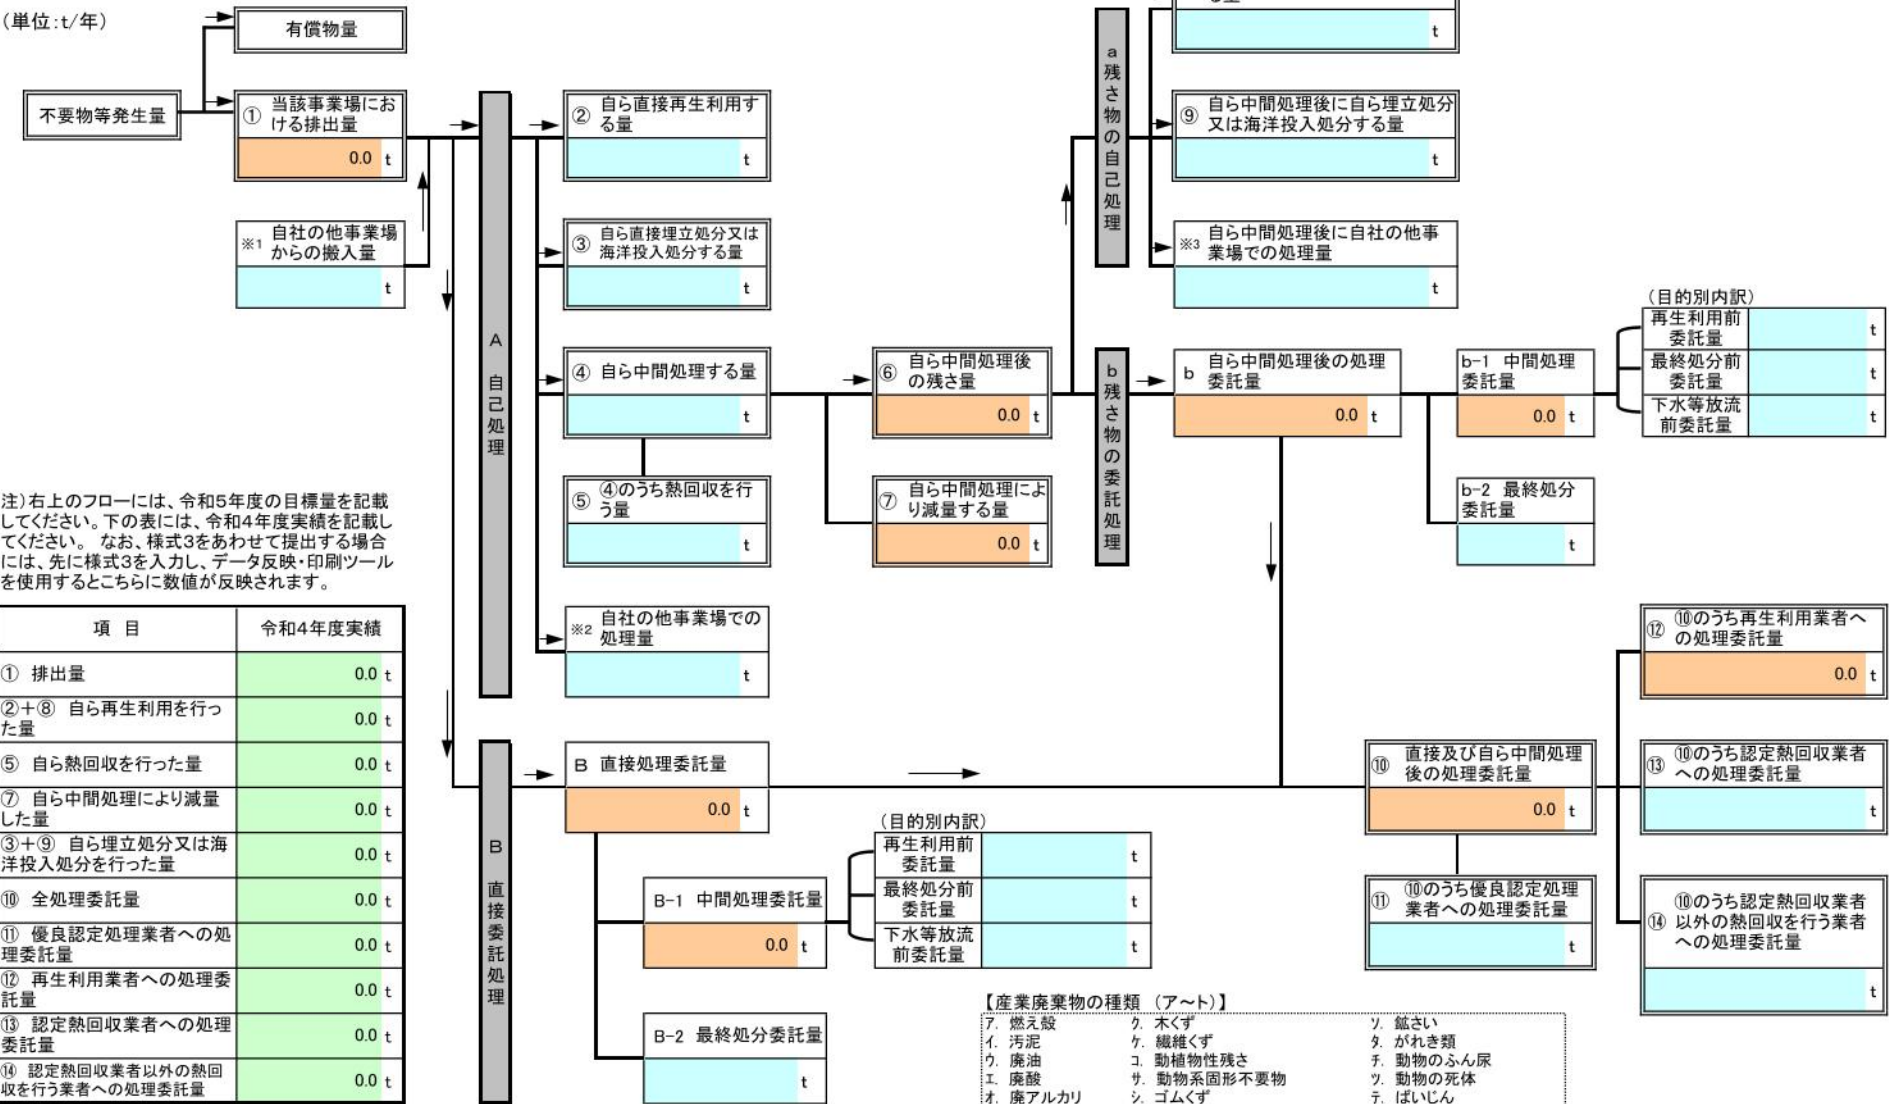 (単位:t/年)
有償物量
不要物等発生量
① 当該事業場にお
ける排出量
0.0 t
※1 自社の他事業場
からの搬入量
t
A 自己処理
② 自ら直接再生利用す
る量
t
③ 自ら直接埋立処分又は
海洋投入処分する量
t
④ 自ら中間処理する量
t
⑤ ④のうち熱回収を行
う量
t
※2 自社の他事業場での
処理量
t
⑥ 自ら中間処理後
の残さ量
0.0 t
⑦ 自ら中間処理によ
り減量する量
0.0 t
a 残さ物の自己処理
t
⑨ 自ら中間処理後に自ら埋立処分
又は海洋投入処分する量
t
※3 自ら中間処理後に自社の他事
業場での処理量
t
b 残さ物の委託処理
b 自ら中間処理後の処理
委託量
0.0 t
b-1 中間処理
委託量
0.0 t
(目的別内訳)
再生利用前
委託量
t
最終処分前
委託量
t
下水等放流
前委託量
t
b-2 最終処分
委託量
t
注)右上のフローには、令和5年度の目標量を記載
してください。下の表には、令和4年度実績を記載し
てください。 なお、様式3をあわせて提出する場合
には、先に様式3を入力し、データ反映・印刷ツール
を使用するとこちらに数値が反映されます。
項 目 令和4年度実績
① 排出量 0.0 t
②+⑧ 自ら再生利用を行っ
た量 0.0 t
⑤ 自ら熱回収を行った量 0.0 t
⑦ 自ら中間処理により減量
した量 0.0 t
③+⑨ 自ら埋立処分又は海
洋投入処分を行った量 0.0 t
⑩ 全処理委託量 0.0 t
⑪ 優良認定処理業者への処
理委託量 0.0 t
⑫ 再生利用業者への処理委
託量 0.0 t
⑬ 認定熱回収業者への処理
委託量 0.0 t
⑭ 認定熱回収業者以外の熱回
収を行う業者への処理委託量 0.0 t
B 直接委託処理
B 直接処理委託量
0.0 t
B-1 中間処理委託量
0.0 t
(目的別内訳)
再生利用前
委託量
t
最終処分前
委託量
t
下水等放流
前委託量
t
B-2 最終処分委託量
t
⑩ 直接及び自ら中間処理
後の処理委託量
0.0 t
⑪ ⑩のうち優良認定処理
業者への処理委託量
t
⑫ ⑩のうち再生利用業者へ
の処理委託量
0.0 t
⑬ ⑩のうち認定熱回収業者
への処理委託量
t
⑭ ⑩のうち認定熱回収業者
以外の熱回収を行う業者
への処理委託量
t
【産業廃棄物の種類 (ア~ト)】
ア. 燃え殻 ク. 木くず ソ. 鉱さい
イ. 汚泥 ケ. 繊維くず タ. がれき類
ウ. 廃油 コ. 動植物性残さ チ. 動物のふん尿
エ. 廃酸 サ. 動物系固形不要物 ツ. 動物の死体
オ. 廃アルカリ シ. ゴムくず テ. ばいじん